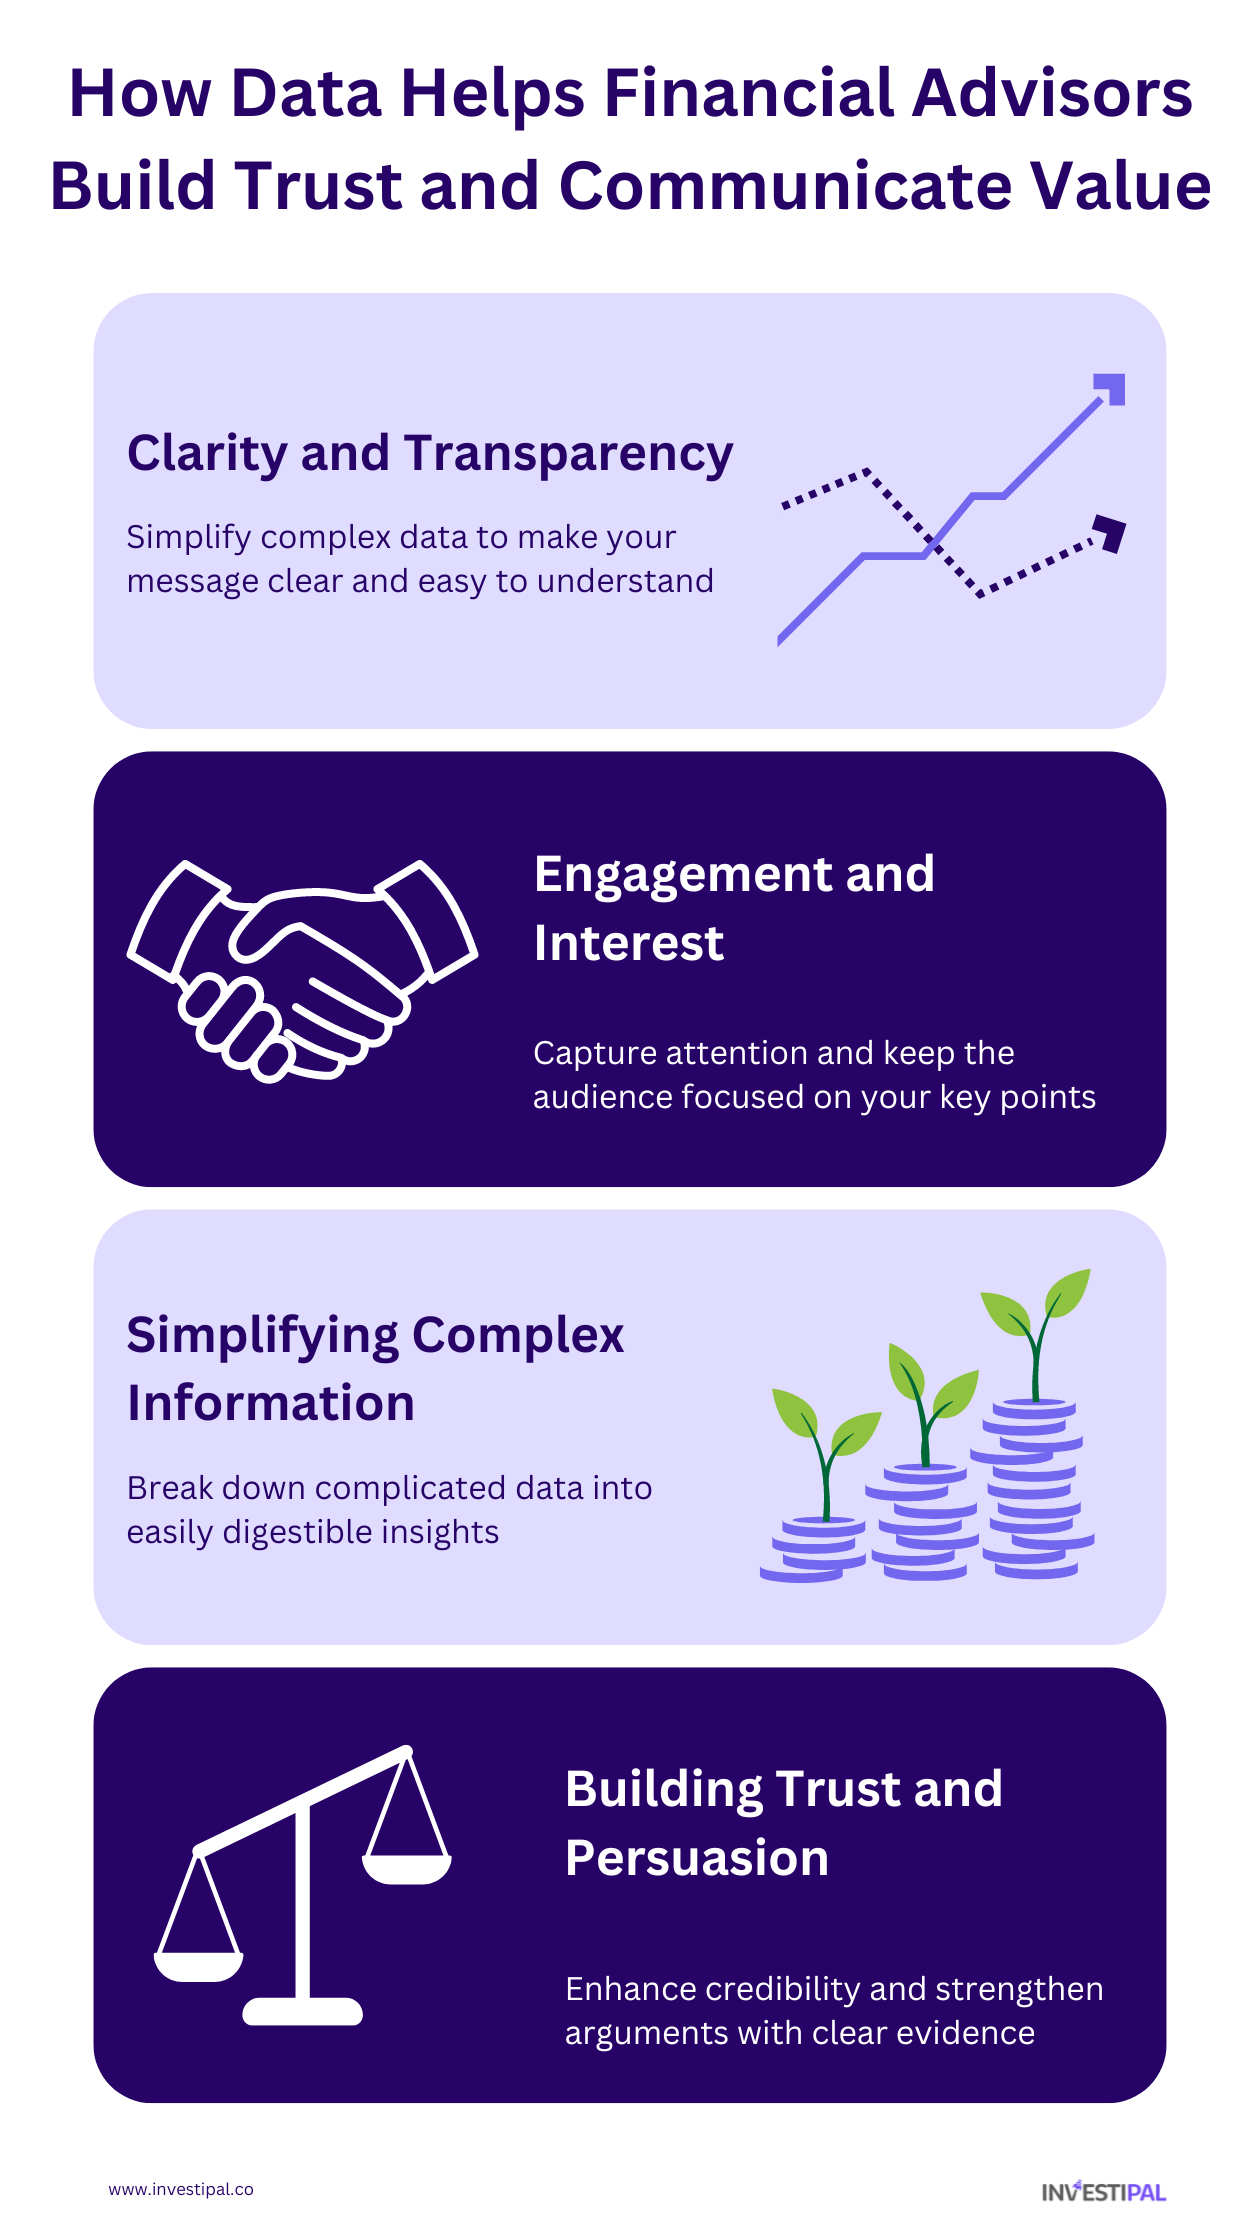 How Data Helps Financial Advisors
Build Trust and Communicate Value
Clarity and Transparency
Simplify complex data to make your
message clear and easy to understand
Engagement and
Interest
Capture attention and keep the
audience focused on your key points
Simplifying Complex
Information
Break down complicated data into
easily digestible insights
Building Trust and
Persuasion
Enhance credibility and strengthen
arguments with clear evidence
www.investipal.co
INVESTIPAL